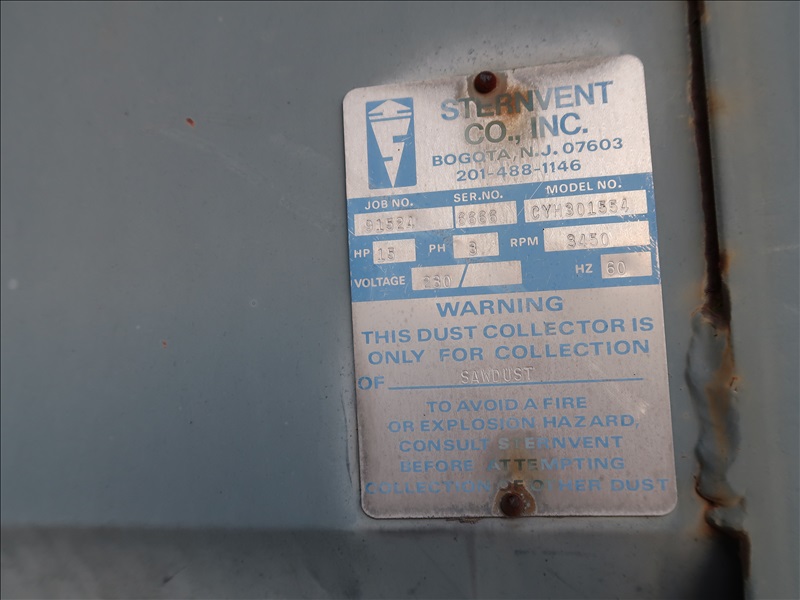 STERNVENT
CO., INC.
BOGOTA, N.J. 07603
201-488-1146
JOB NO. SER.NO. MODEL NO.
CYH301554
HP 15 PH 3 RPM 3450
VOLTAGE / HZ 60
WARNING
THIS DUST COLLECTOR IS
ONLY FOR COLLECTION
OF SAWDUST
TO AVOID A FIRE
OR EXPLOSION HAZARD,
CONSULT STERNVENT
BEFORE ATTEMPTING
COLLECTION OF OTHER DUST